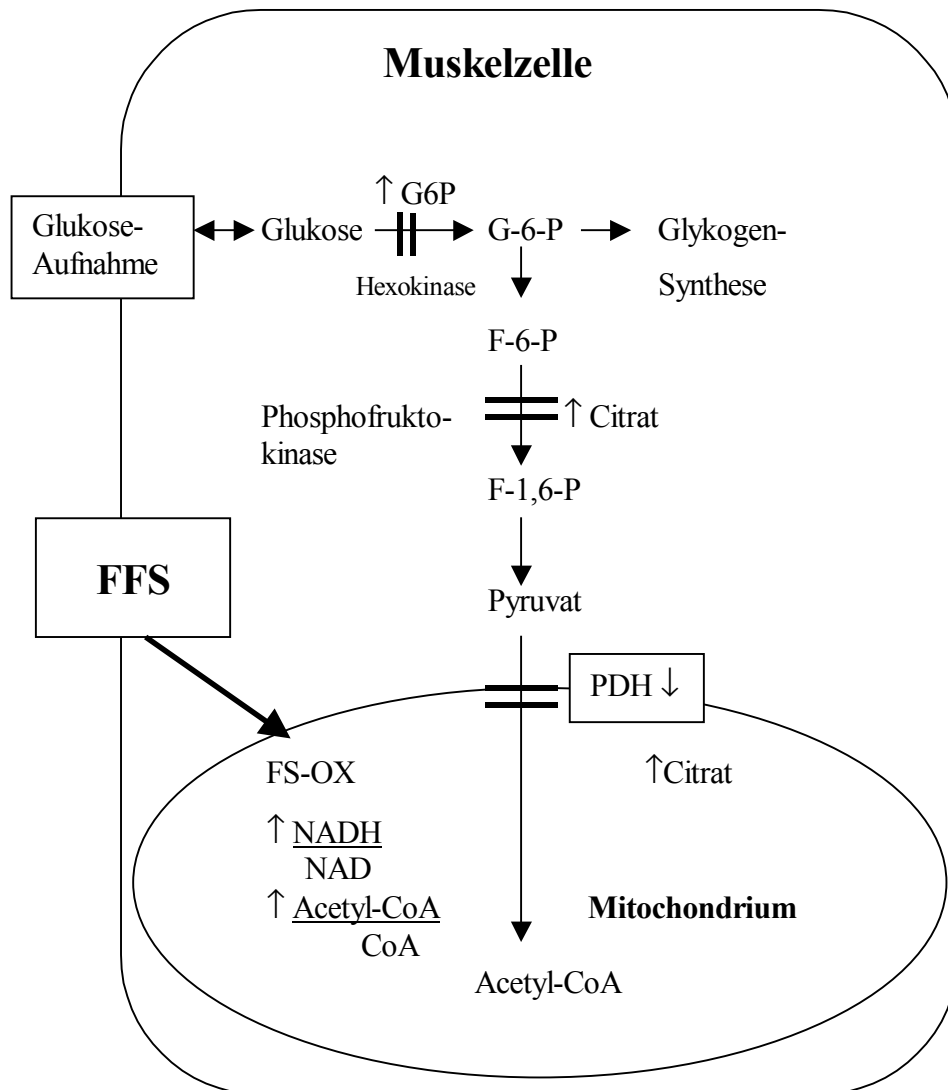 Muskelzelle
↑ G6P
Glukose-
Aufnahme
Glukose
G-6-P
Glykogen-
Synthese
Hexokinase
F-6-P
Phosphofrukto-
kinase
↑ Citrat
F-1,6-P
FFS
Pyruvat
PDH ↓
FS-OX
↑Citrat
↑ NADH
NAD
↑ Acetyl-CoA
CoA
Mitochondrium
Acetyl-CoA